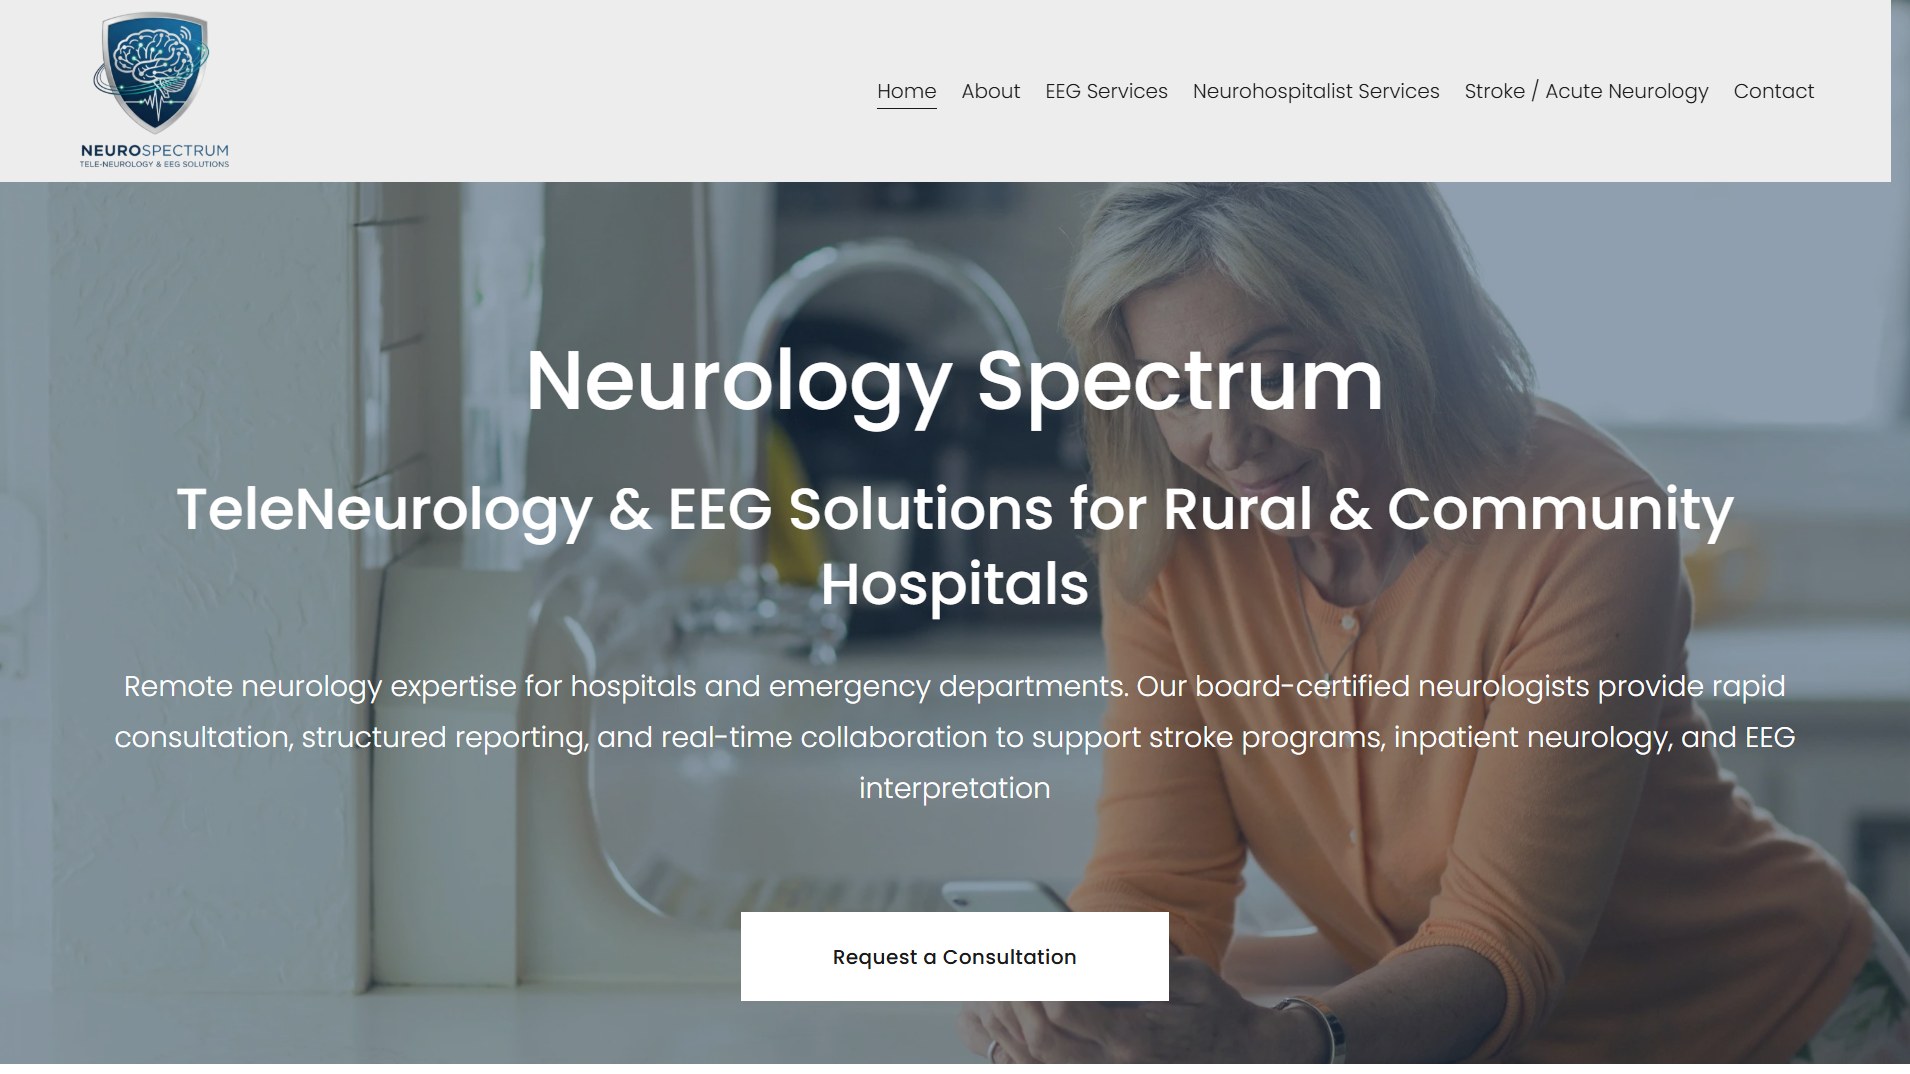 NEUROSPECTRUM
TELE-NEUROLOGY & EEG SOLUTIONS
Home About EEG Services Neurohospitalist Services Stroke / Acute Neurology Contact
Neurology Spectrum
TeleNeurology & EEG Solutions for Rural & Community
Hospitals
Remote neurology expertise for hospitals and emergency departments. Our board-certified neurologists provide rapid
consultation, structured reporting, and real-time collaboration to support stroke programs, inpatient neurology, and EEG
interpretation
Request a Consultation